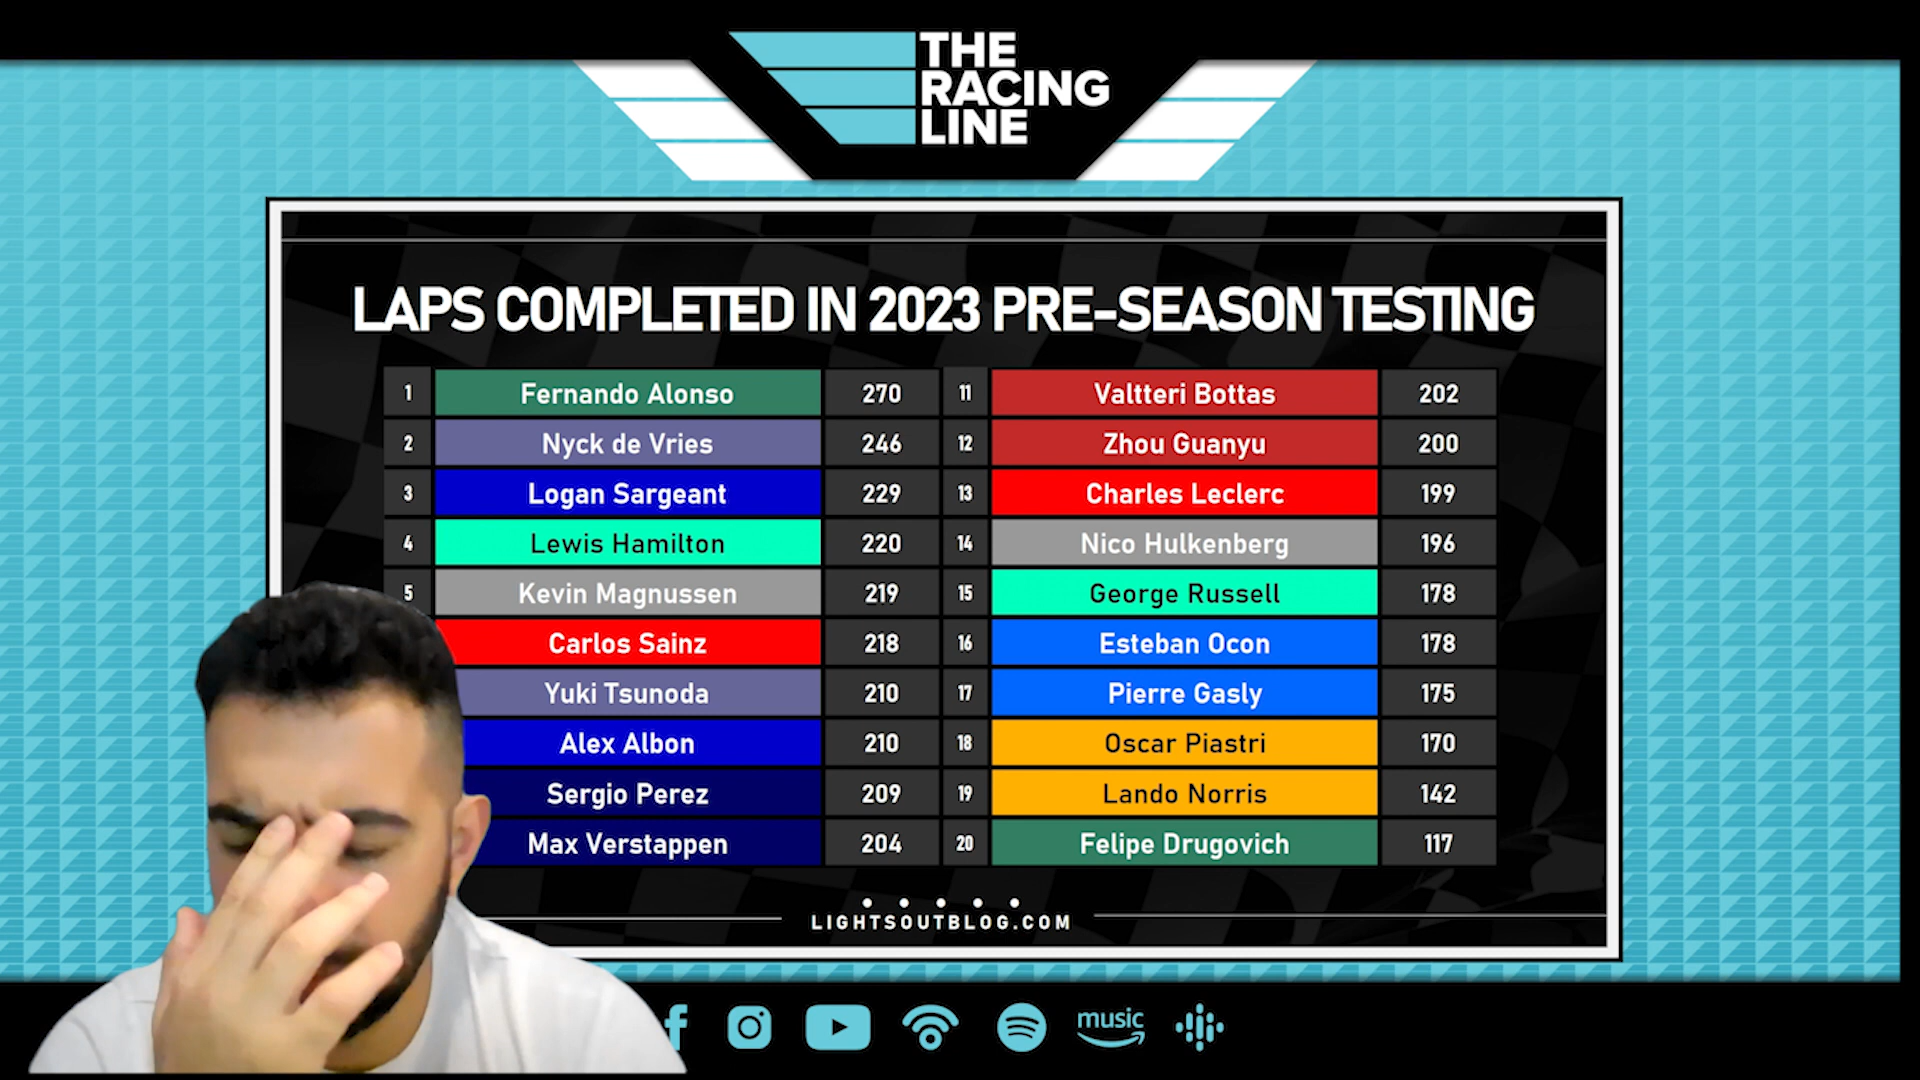 THE
RACING
LINE
LAPS COMPLETED IN 2023 PRE-SEASON TESTING
1 Fernando Alonso 270 11 Valtteri Bottas 202
2 Nyck de Vries 246 12 Zhou Guanyu 200
3 Logan Sargeant 229 13 Charles Leclerc 199
4 Lewis Hamilton 220 14 Nico Hulkenberg 196
5 Kevin Magnussen 219 15 George Russell 178
Carlos Sainz 218 16 Esteban Ocon 178
Yuki Tsunoda 210 17 Pierre Gasly 175
Alex Albon 210 18 Oscar Piastri 170
Sergio Perez 209 19 Lando Norris 142
Max Verstappen 204 20 Felipe Drugovich 117
LIGHTSOUTBLOG.COM
music